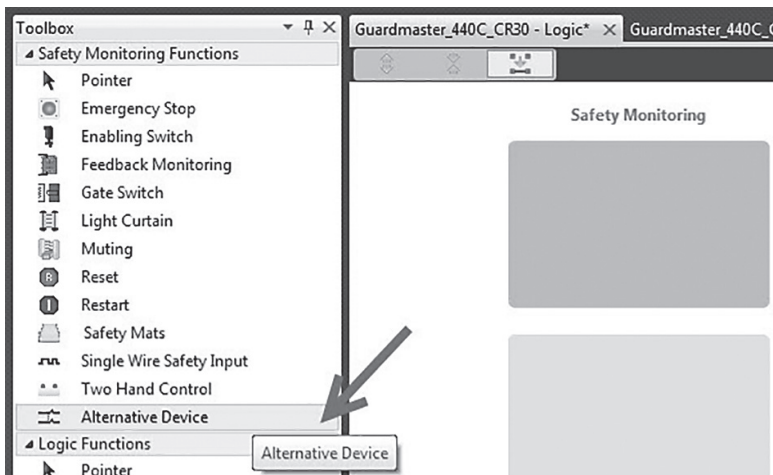 Toolbox
Guardmaster_440C_CR30 - Logic*
Guardmaster_440C_C
Safety Monitoring Functions
Pointer
Safety Monitoring
Emergency Stop
Enabling Switch
Feedback Monitoring
Gate Switch
Light Curtain
Muting
R
Reset
Restart
Safety Mats
Single Wire Safety Input
Two Hand Control
Alternative Device
Logic Functions
Alternative Device
Pointer